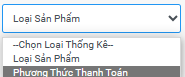 Loại Sản Phẩm
--Chọn Loại Thống Kê--
Loại Sản Phẩm
Phương Thức Thanh Toán